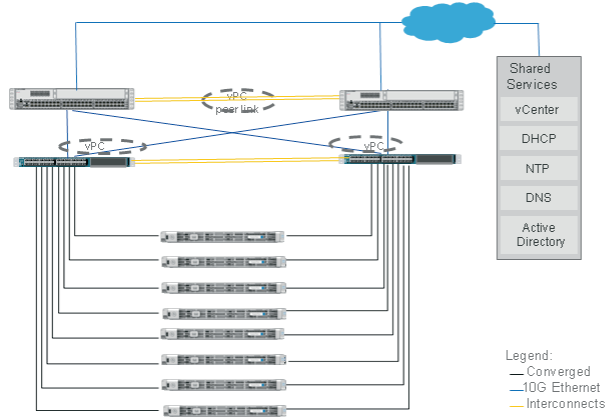 vPC
peer link
vPC
vPC
Shared
Services
vCenter
DHCP
NTP
DNS
Active
Directory
Legend:
Converged
10G Ethernet
Interconnects